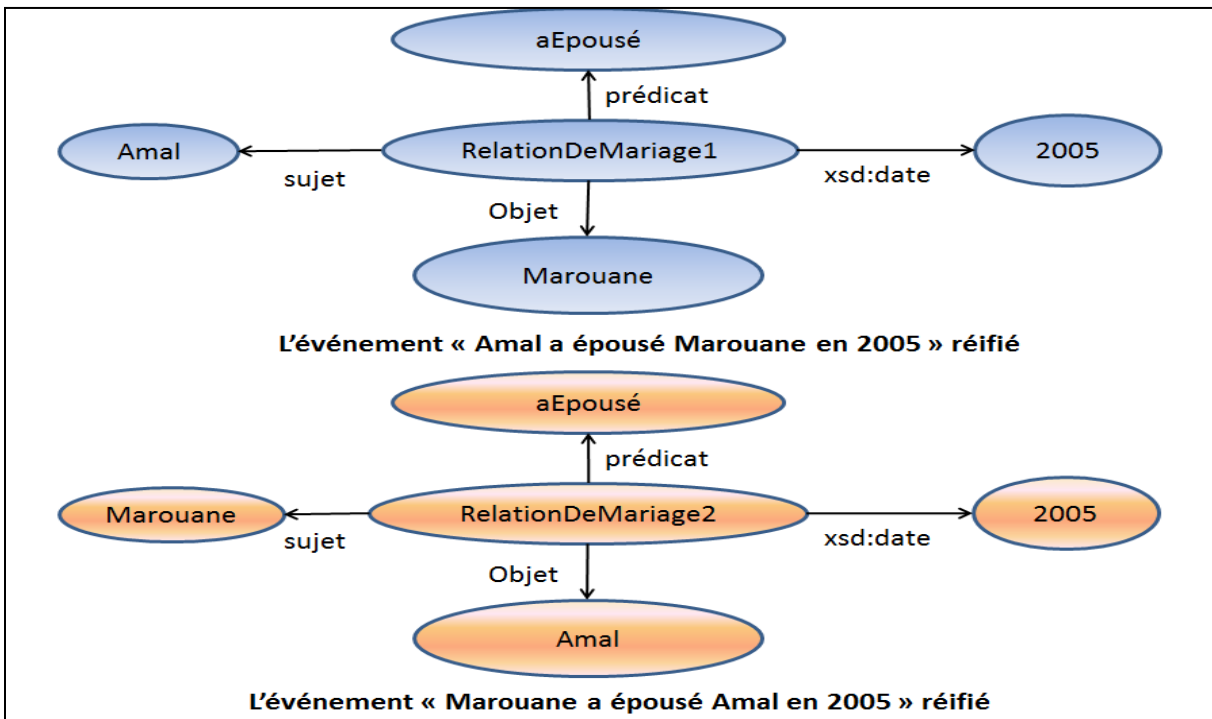 aEpousé
prédicat
Amal
RelationDeMariage1
2005
sujet
xsd:date
Objet
Marouane
L’événement « Amal a épousé Marouane en 2005 » réifié
aEpousé
prédicat
Marouane
RelationDeMariage2
2005
sujet
xsd:date
Objet
Amal
L’événement « Marouane a épousé Amal en 2005 » réifié